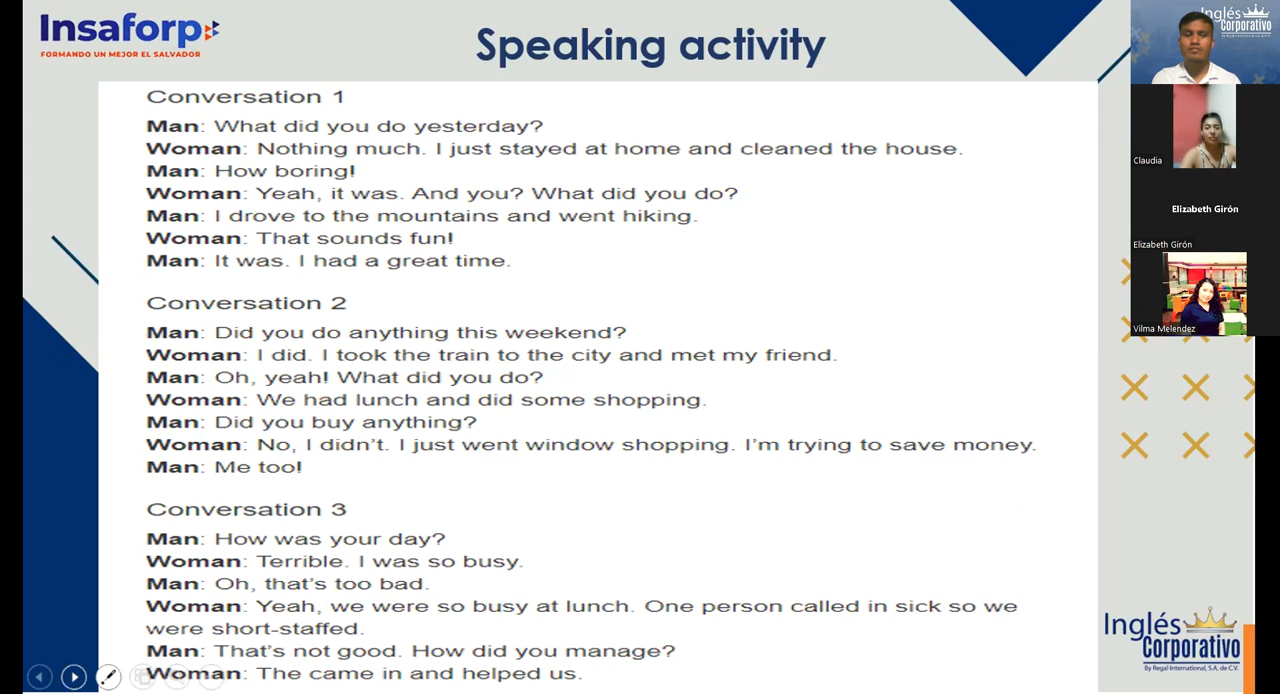 Insaforp
FORMANDO UN MEJOR EL SALVADOR
Speaking activity
Inglés
Corporativo
Conversation 1
Man: What did you do yesterday?
Woman: Nothing much. I just stayed at home and cleaned the house.
Man: How boring!
Woman: Yeah, it was. And you? What did you do?
Man: I drove to the mountains and went hiking.
Woman: That sounds fun!
Man: It was. I had a great time.
Conversation 2
Man: Did you do anything this weekend?
Woman: I did. I took the train to the city and met my friend.
Man: Oh, yeah! What did you do?
Woman: We had lunch and did some shopping.
Man: Did you buy anything?
Woman: No, I didn't. I just went window shopping. I'm trying to save money.
Man: Me too!
Conversation 3
Man: How was your day?
Woman: Terrible. I was so busy.
Man: Oh, that's too bad.
Woman: Yeah, we were so busy at lunch. One person called in sick so we
were short-staffed.
Man: That's not good. How did you manage?
Woman: The came in and helped us.
Claudia
Elizabeth Girón
Elizabeth Girón
Vilma Melendez
Inglés
Corporativo
By Regal International, S.A. de C.V.